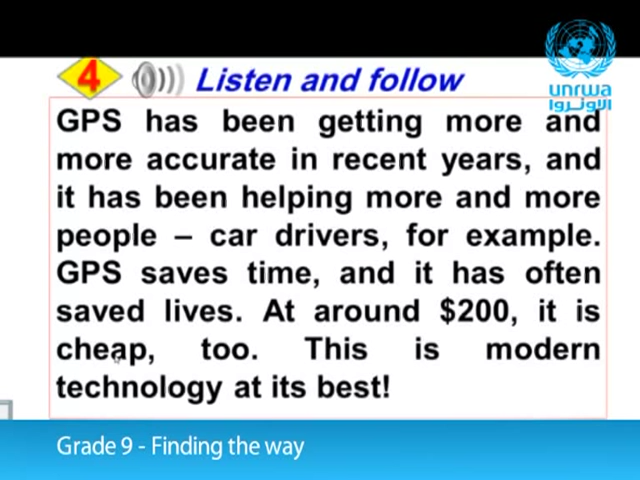 4
Listen and follow
unrwa
الأونروا
GPS has been getting more and
more accurate in recent years, and
it has been helping more and more
people – car drivers, for example.
GPS saves time, and it has often
saved lives. At around $200, it is
cheap, too. This is modern
technology at its best!
Grade 9 - Finding the way